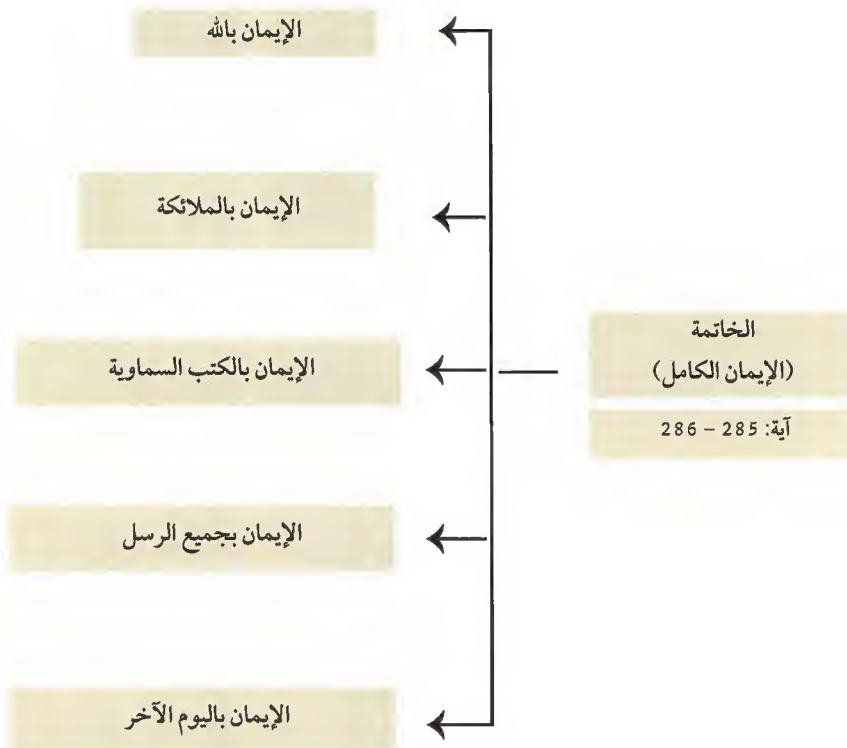 الخاتمة
(الإيمان الكامل)
آية: 285 – 286
الإيمان بالله
الإيمان بالملائكة
الإيمان بالكتب السماوية
الإيمان بجميع الرسل
الإيمان باليوم الآخر